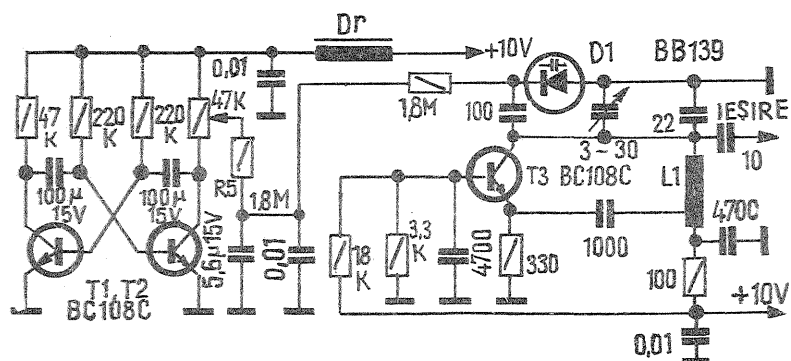 Dr
+10V
D1
BB139
0,01
47K
47
K
220
K
220
K
1,8M
100
22
IESIRE
10
3~30
R5
100μ
15V
100μ
15V
1,8M
T3
BC108C
L1
4700
5,6μ15V
0,01
18
K
3,3
K
4700
330
1000
100
+10V
T1,T2
BC108C
0,01